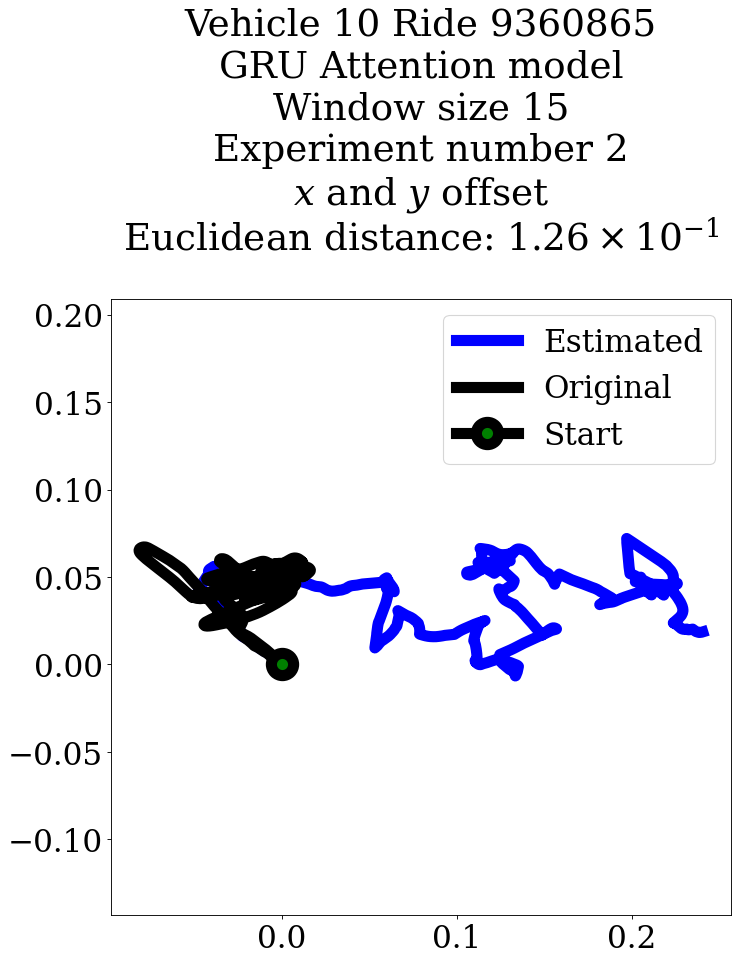 Vehicle 10 Ride 9360865
GRU Attention model
Window size 15
Experiment number 2
x and y offset
Euclidean distance: 1.26 × 10⁻¹
Estimated
Original
Start
0.20
0.15
0.10
0.05
0.00
−0.05
−0.10
0.0 0.1 0.2